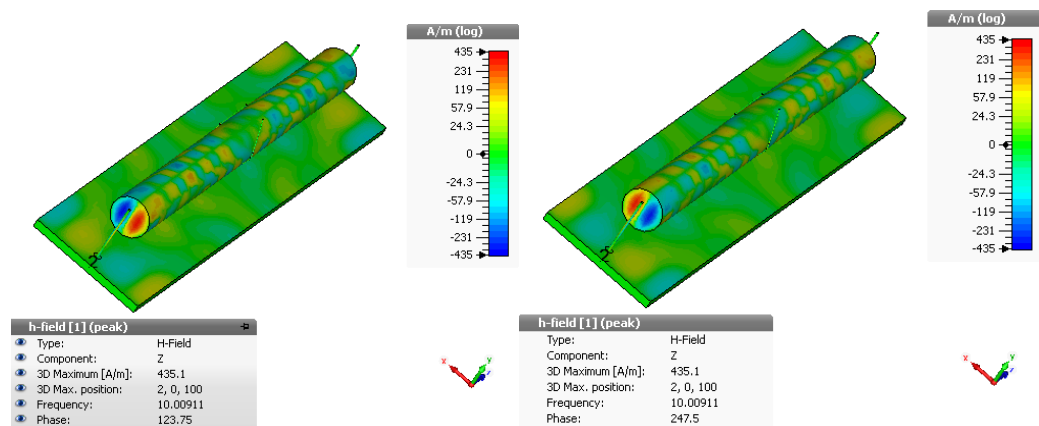 A/m (log)
435
231
119
57.9
24.3
0
-24.3
-57.9
-119
-231
-435
h-field [1] (peak)
Type: H-Field
Component: Z
3D Maximum [A/m]: 435.1
3D Max. position: 2, 0, 100
Frequency: 10.00911
Phase: 123.75
x y z
A/m (log)
435
231
119
57.9
24.3
0
-24.3
-57.9
-119
-231
-435
h-field [1] (peak)
Type: H-Field
Component: Z
3D Maximum [A/m]: 435.1
3D Max. position: 2, 0, 100
Frequency: 10.00911
Phase: 247.5
x y z